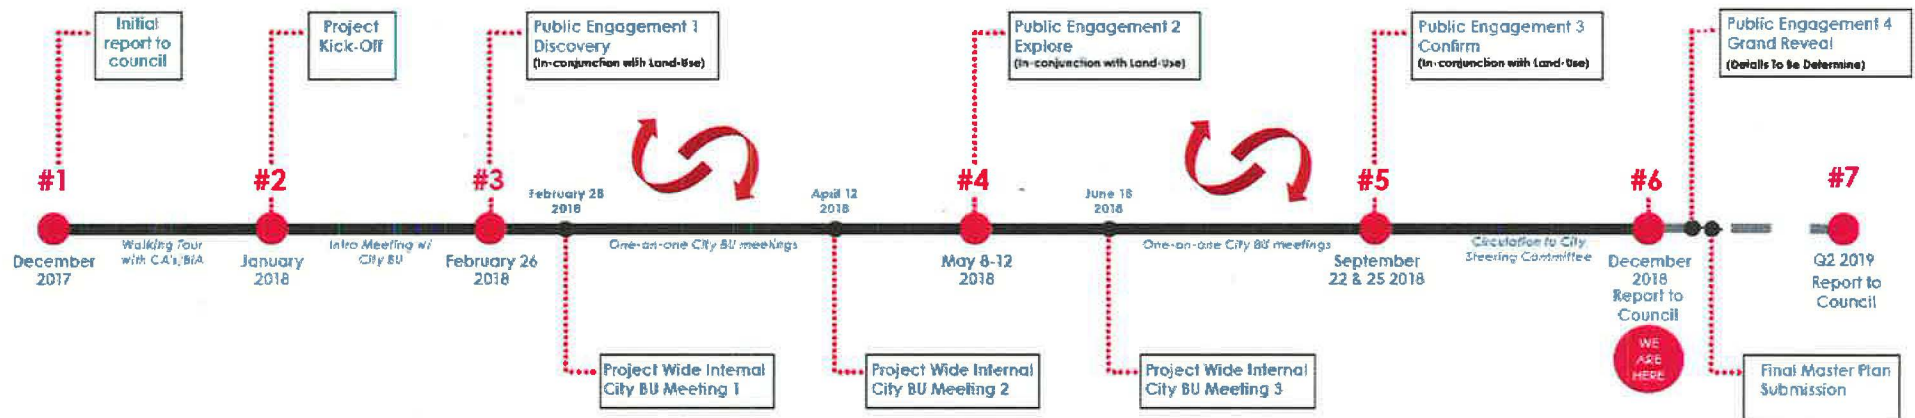 Initial
report to
council
Project
Kick-Off
Public Engagement 1
Discovery
(In-conjunction with Land-Use)
Public Engagement 2
Explore
(In-conjunction with Land-Use)
Public Engagement 3
Confirm
(In-conjunction with Land-Use)
Public Engagement 4
Grand Reveal
(Details To Be Determine)
#1
#2
#3
#4
#5
#6
#7
February 28
2018
April 12
2018
June 18
2018
December
2017
Walking Tour
with CA's/BIA
January
2018
Intro Meeting w/
City BU
February 26
2018
One-on-one City BU meetings
May 8-12
2018
One-on-one City BU meetings
September
22 & 25 2018
Circulation to City
Steering Committee
December
2018
Report to
Council
Q2 2019
Report to
Council
WE
ARE
HERE
Project Wide Internal
City BU Meeting 1
Project Wide Internal
City BU Meeting 2
Project Wide Internal
City BU Meeting 3
Final Master Plan
Submission